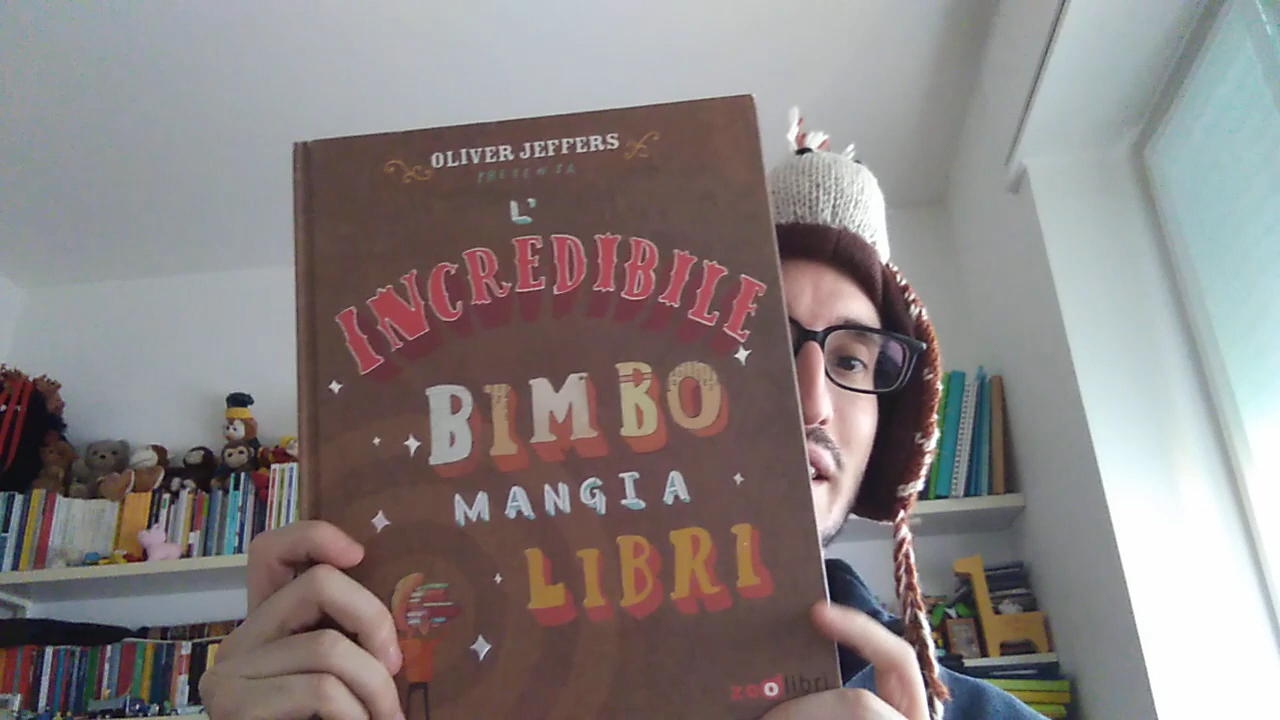 OLIVER JEFFERS
PRESENTA
L'
INCREDIBILE
BIMBO
MANGIA
LIBRI
zoolibri